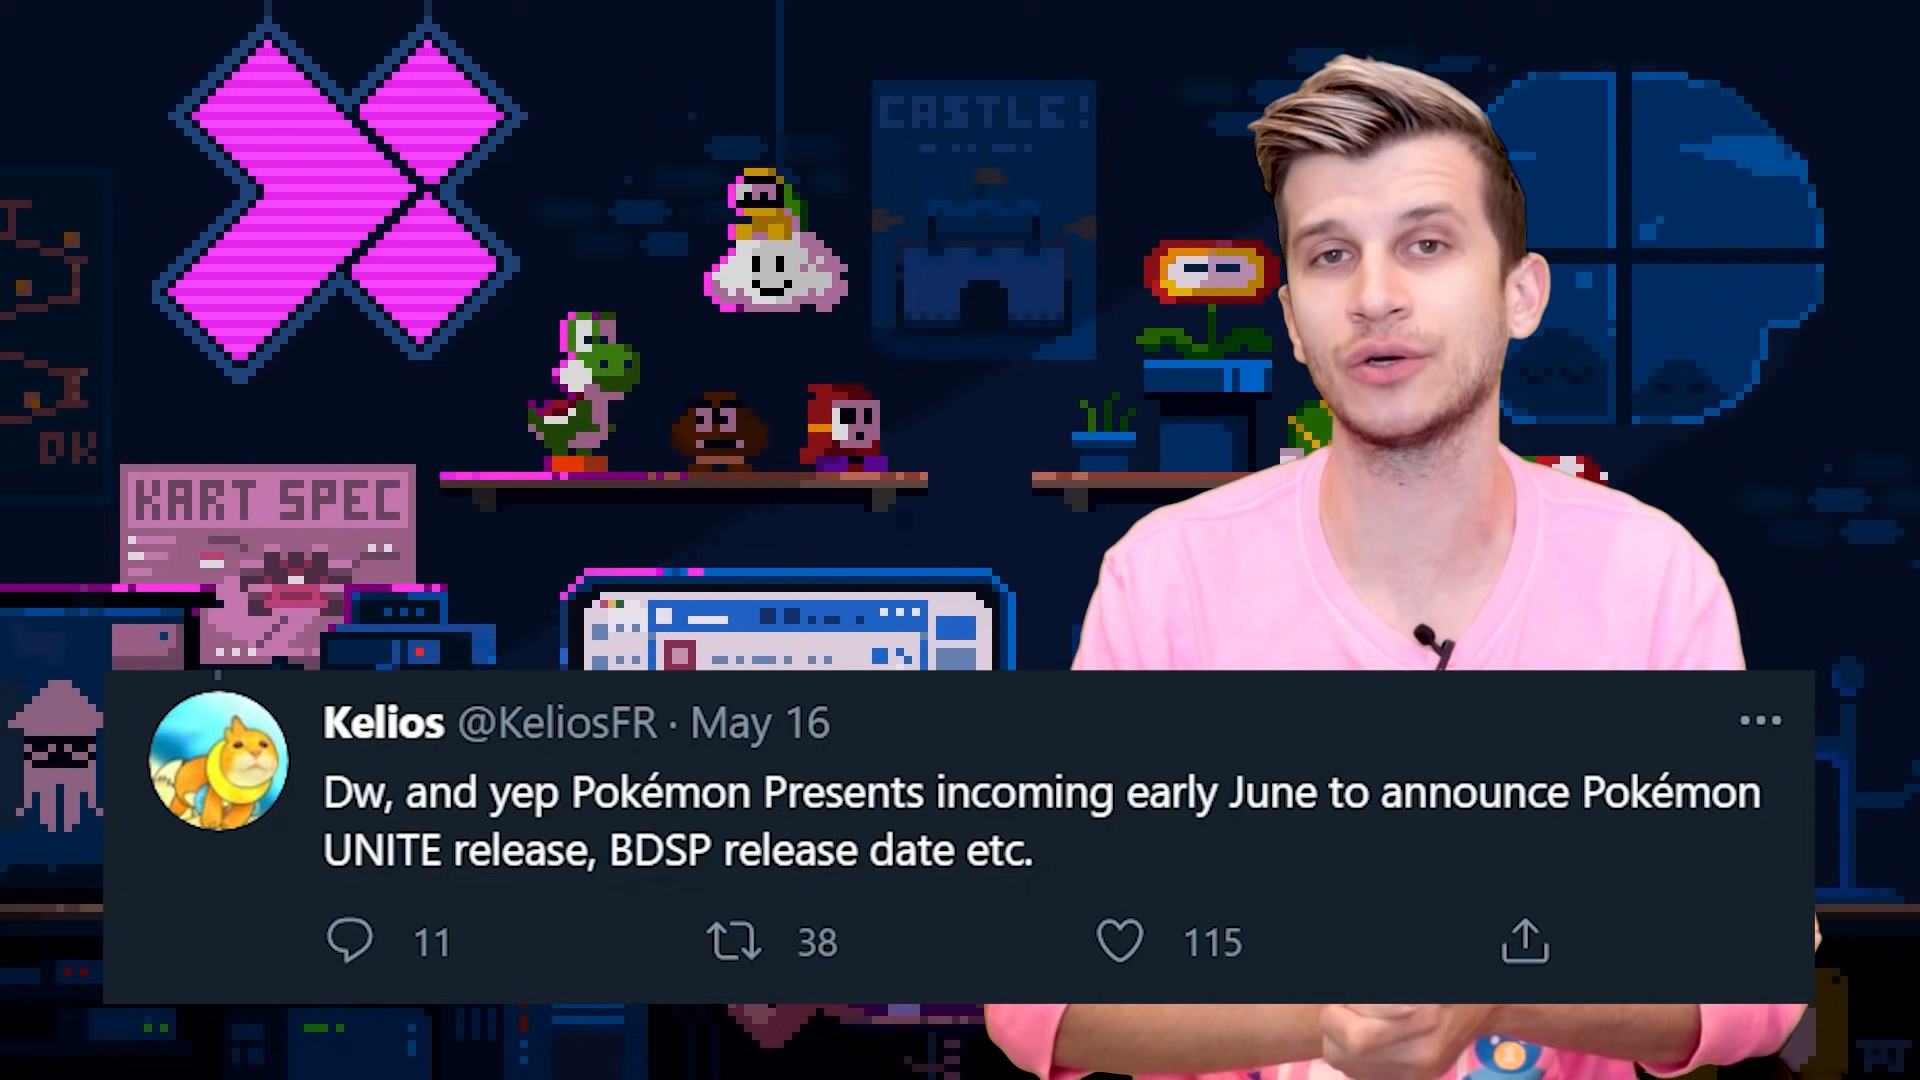 CASTLE!
DK
KART SPEC
Kelios @KeliosFR · May 16
Dw, and yep Pokémon Presents incoming early June to announce Pokémon
UNITE release, BDSP release date etc.
11 38 115